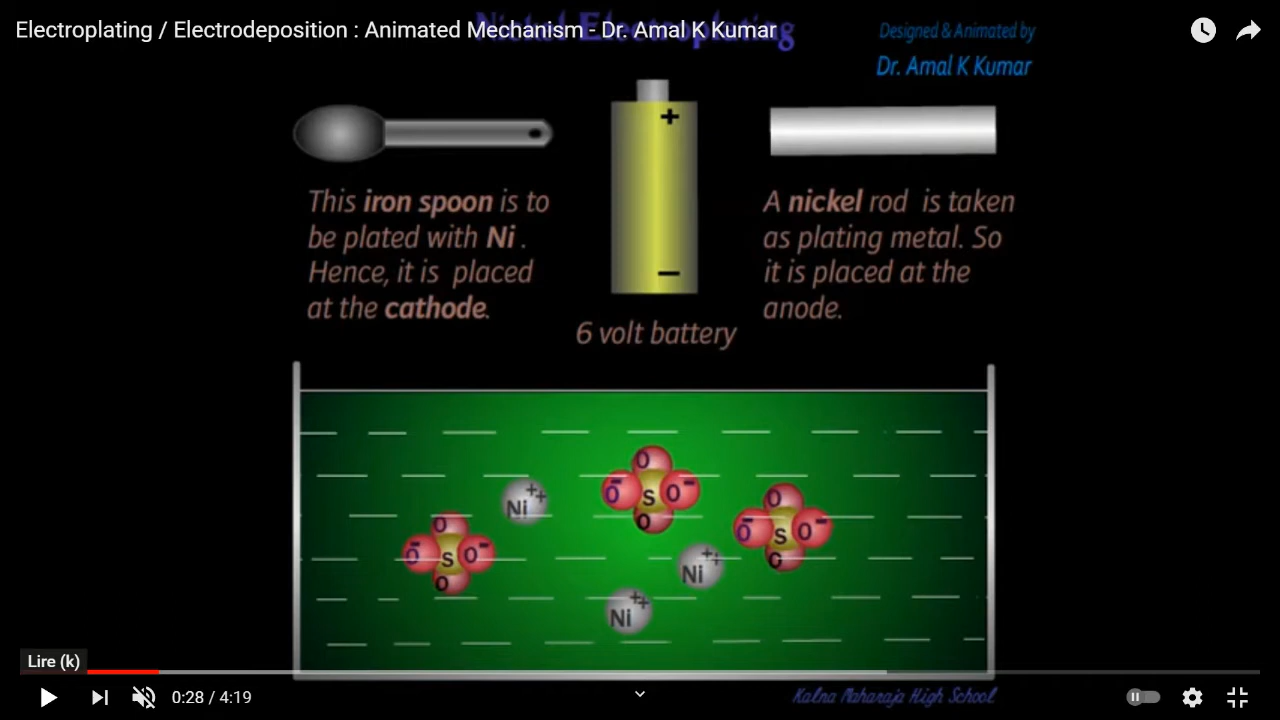 Electroplating / Electrodeposition : Animated Mechanism - Dr. Amal K Kumar
Nickel Electroplating
Designed & Animated by
Dr. Amal K Kumar
+
−
This iron spoon is to
be plated with Ni .
Hence, it is placed
at the cathode.
6 volt battery
A nickel rod is taken
as plating metal. So
it is placed at the
anode.
O
O⁻ S O⁻
O
Ni ++
O
O⁻ S O⁻
O
O
O⁻ S O⁻
O
Ni ++
Ni ++
Lire (k)
0:28 / 4:19
Kalna Maharaja High School